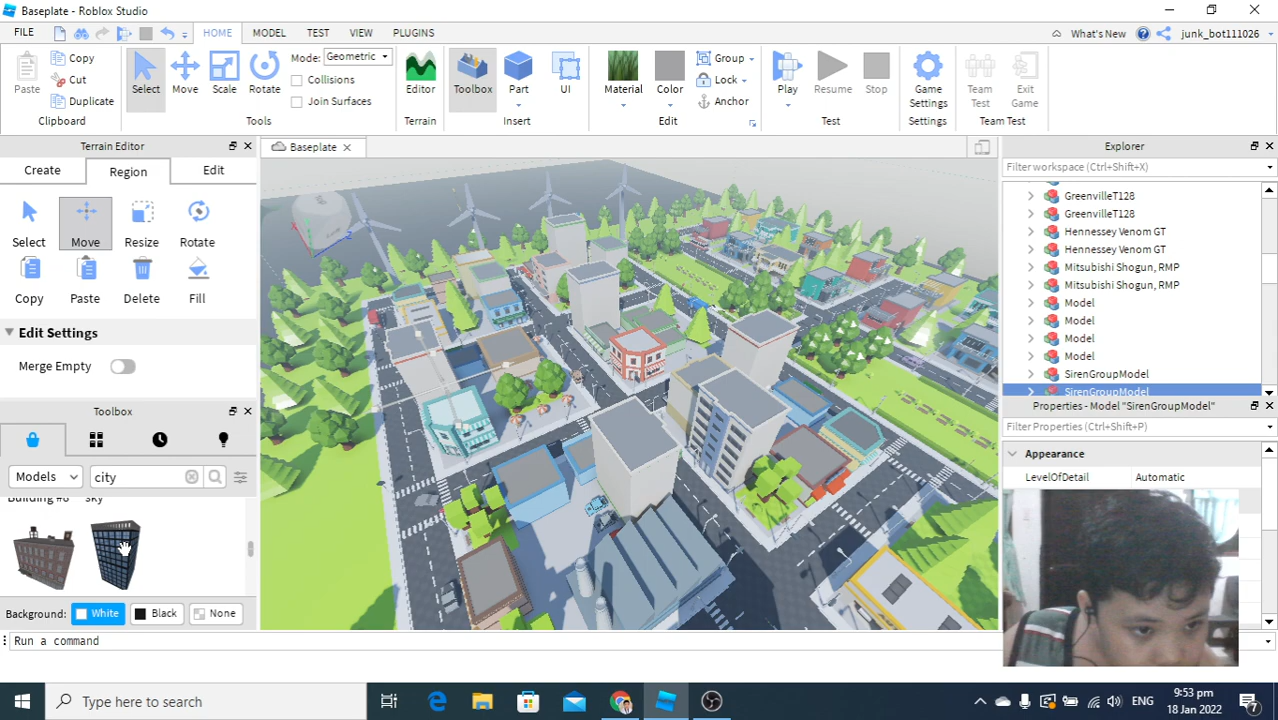 Baseplate - Roblox Studio
FILE
HOME
MODEL
TEST
VIEW
PLUGINS
What's New
junk_bot111026
Paste
Copy
Cut
Duplicate
Clipboard
Select
Move
Scale
Rotate
Mode:
Geometric
Collisions
Join Surfaces
Tools
Editor
Terrain
Toolbox
Part
UI
Insert
Material
Color
Group
Lock
Anchor
Edit
Play
Resume
Stop
Test
Game
Settings
Settings
Team
Test
Exit
Game
Team Test
Terrain Editor
Create
Region
Edit
Select
Move
Resize
Rotate
Copy
Paste
Delete
Fill
Edit Settings
Merge Empty
Toolbox
Models
city
Building #6
sky
Background:
White
Black
None
Run a command
Baseplate
Explorer
Filter workspace (Ctrl+Shift+X)
GreenvilleT128
GreenvilleT128
Hennessey Venom GT
Hennessey Venom GT
Mitsubishi Shogun, RMP
Mitsubishi Shogun, RMP
Model
Model
Model
Model
SirenGroupModel
SirenGroupModel
Properties - Model "SirenGroupModel"
Filter Properties (Ctrl+Shift+P)
Appearance
LevelOfDetail
Automatic
Type here to search
ENG
9:53 pm
18 Jan 2022
7